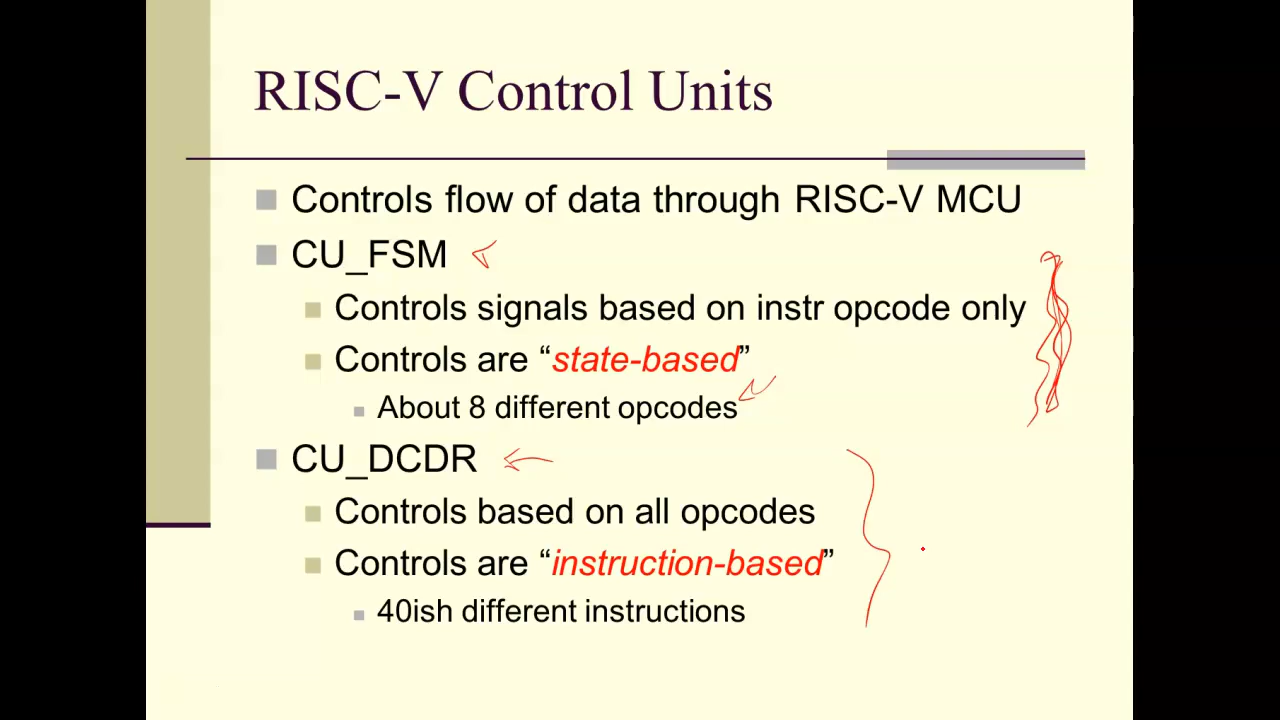 RISC-V Control Units
Controls flow of data through RISC-V MCU
CU_FSM
Controls signals based on instr opcode only
Controls are “state-based”
About 8 different opcodes
CU_DCDR
Controls based on all opcodes
Controls are “instruction-based”
40ish different instructions